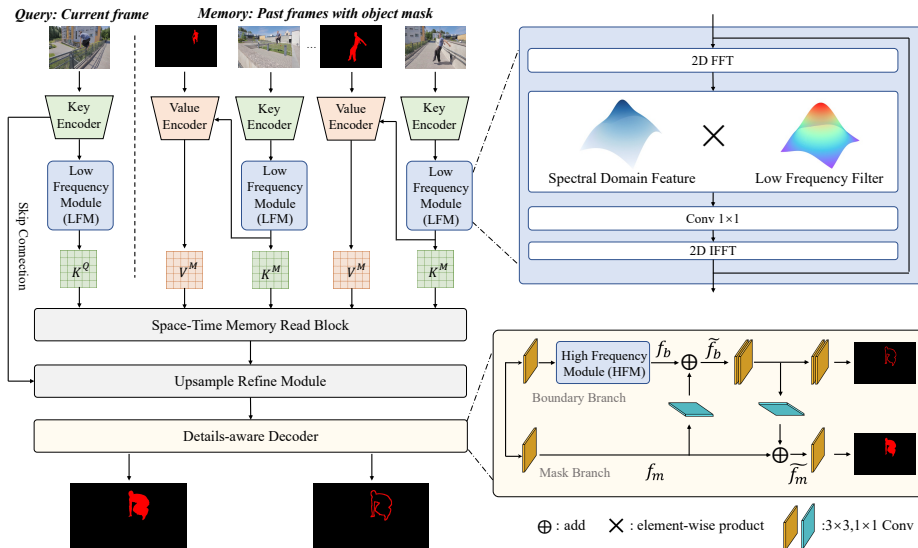 Query: Current frame
Memory: Past frames with object mask
...
Key
Encoder
Value
Encoder
Key
Encoder
Value
Encoder
Key
Encoder
Low
Frequency
Module
(LFM)
Low
Frequency
Module
(LFM)
Low
Frequency
Module
(LFM)
Skip Connection
K^Q
V^M
K^M
V^M
K^M
Space-Time Memory Read Block
Upsample Refine Module
Details-aware Decoder
2D FFT
Spectral Domain Feature
Low Frequency Filter
Conv 1×1
2D IFFT
High Frequency
Module (HFM)
f_b
f̃_b
Boundary Branch
Mask Branch
f_m
f̃_m
⊕ : add
× : element-wise product
:3×3,1×1 Conv